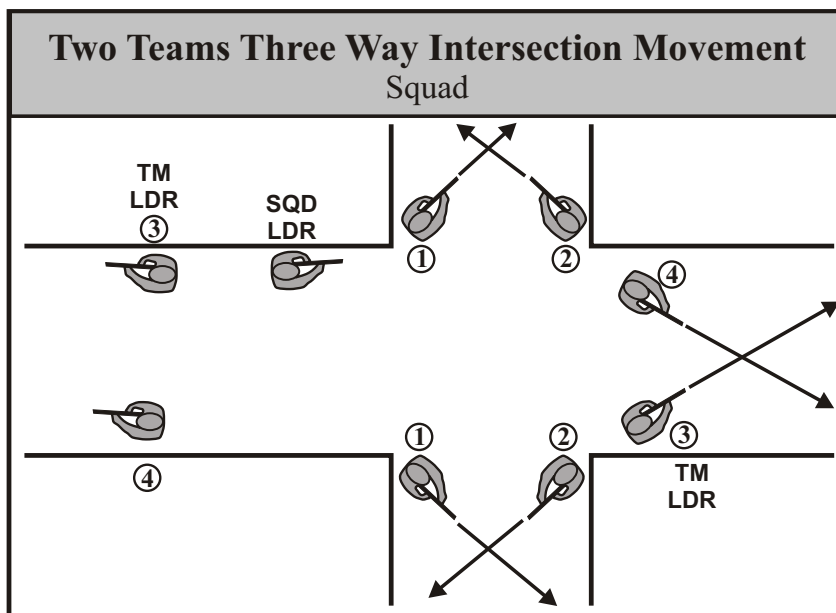 Two Teams Three Way Intersection Movement
Squad
TM
LDR
3
SQD
LDR
1
2
4
4
1
2
3
TM
LDR